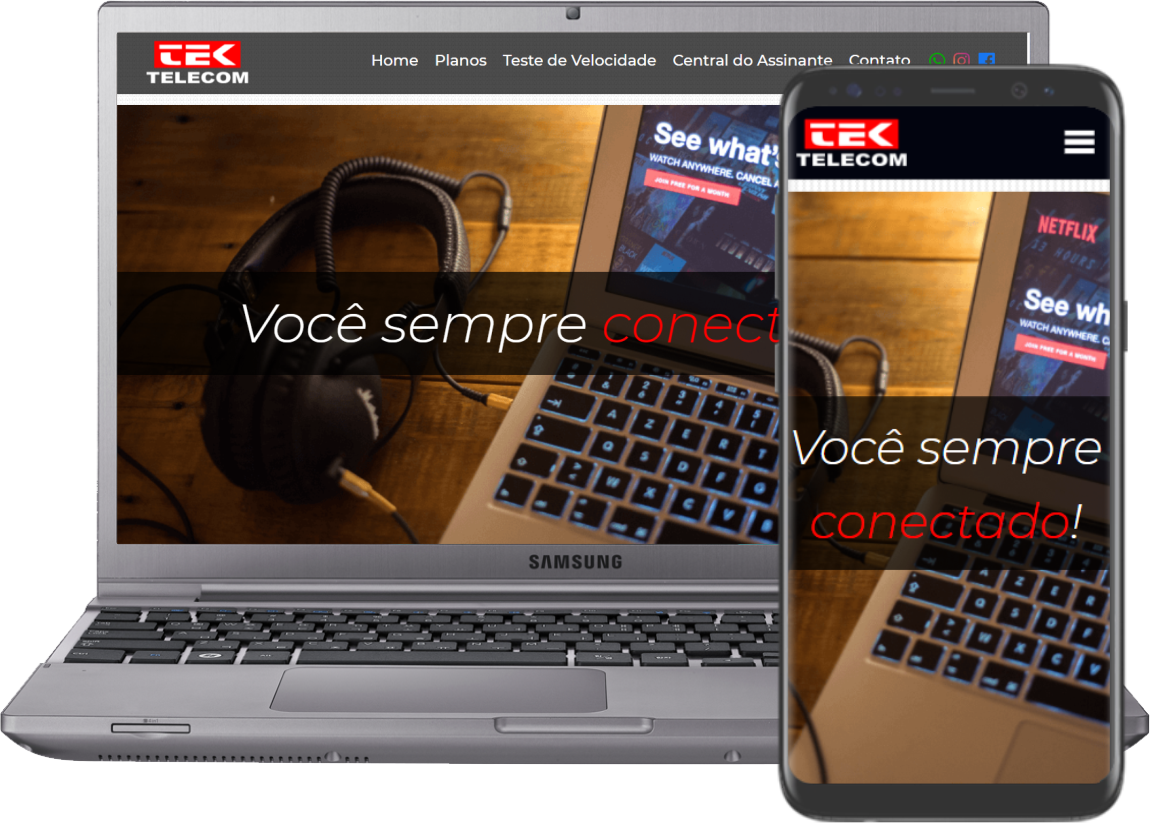 TEK
TELECOM
Home Planos Teste de Velocidade Central do Assinante Contato
See what's
WATCH ANYWHERE. CANCEL A
JOIN FREE FOR A MONTH
Você sempre conect
SAMSUNG
TEK
TELECOM
NETFLIX
See wh
WATCH ANYWHERE. C
JOIN FREE FOR A MONTH
Você sempre
conectado!